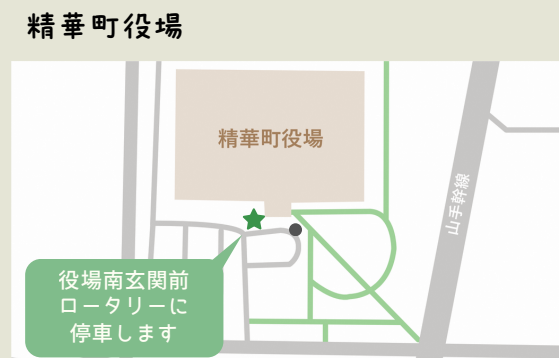 精華町役場
精華町役場
山手幹線
役場南玄関前
ロータリーに
停車します